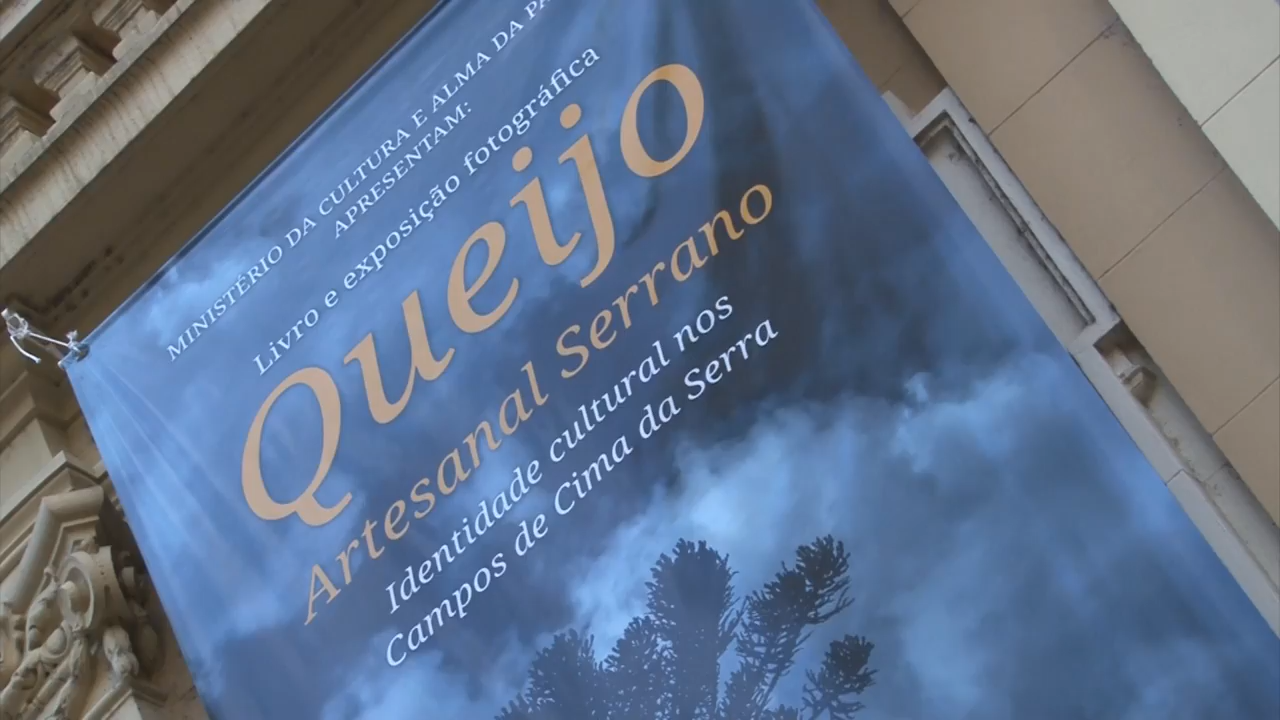 MINISTÉRIO DA CULTURA E ALMA DA
APRESENTAM:
Livro e exposição fotográfica
Queijo
Artesanal Serrano
Identidade cultural nos
Campos de Cima da Serra